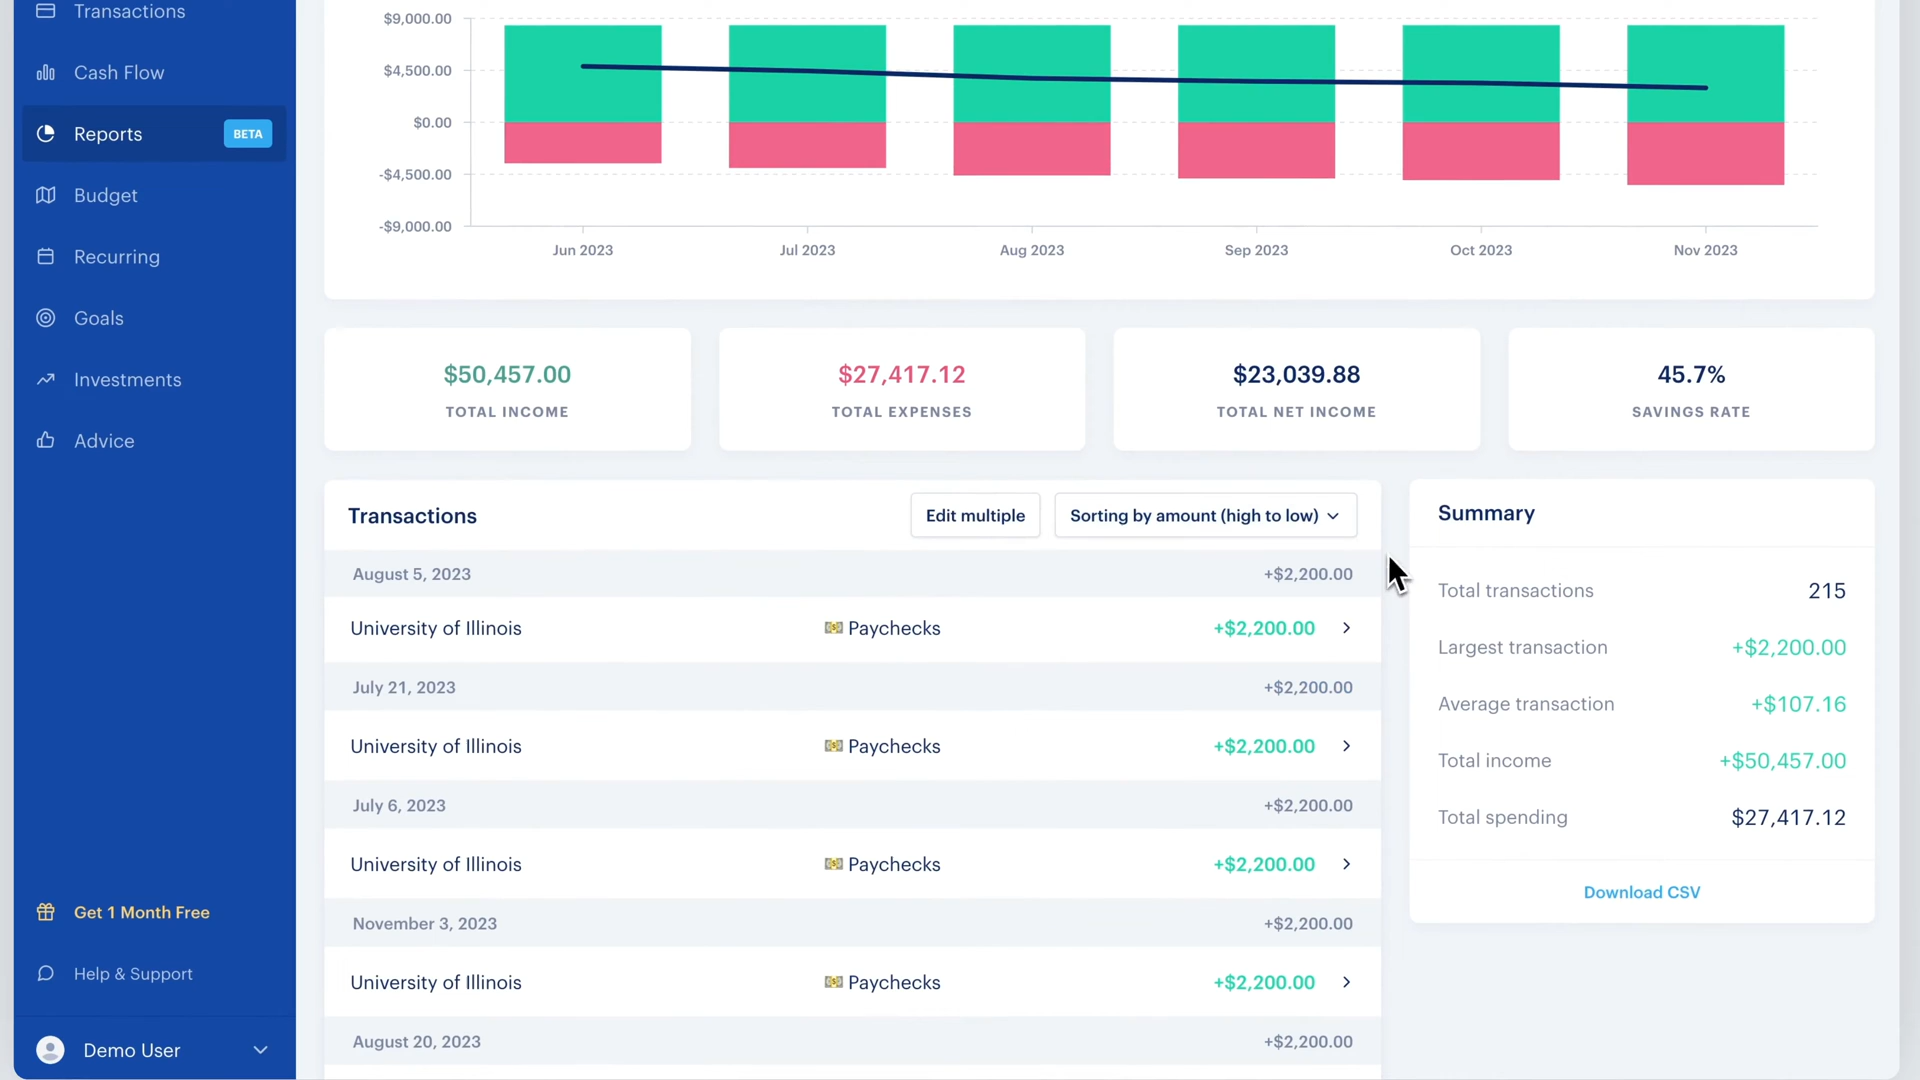 Transactions
Cash Flow
Reports
BETA
Budget
Recurring
Goals
Investments
Advice
Get 1 Month Free
Help & Support
Demo User
$9,000.00
$4,500.00
$0.00
-$4,500.00
-$9,000.00
Jun 2023
Jul 2023
Aug 2023
Sep 2023
Oct 2023
Nov 2023
$50,457.00
TOTAL INCOME
$27,417.12
TOTAL EXPENSES
$23,039.88
TOTAL NET INCOME
45.7%
SAVINGS RATE
Transactions
Edit multiple
Sorting by amount (high to low)
August 5, 2023 +$2,200.00
University of Illinois Paychecks +$2,200.00
July 21, 2023 +$2,200.00
University of Illinois Paychecks +$2,200.00
July 6, 2023 +$2,200.00
University of Illinois Paychecks +$2,200.00
November 3, 2023 +$2,200.00
University of Illinois Paychecks +$2,200.00
August 20, 2023 +$2,200.00
Summary
Total transactions 215
Largest transaction +$2,200.00
Average transaction +$107.16
Total income +$50,457.00
Total spending $27,417.12
Download CSV